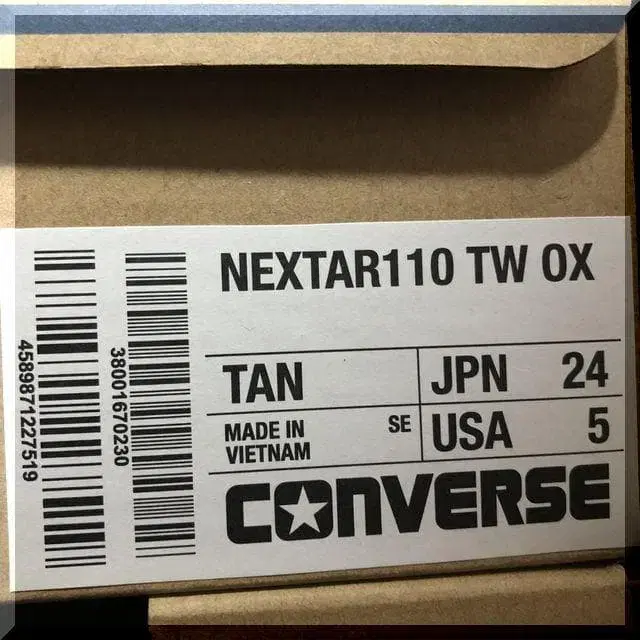 NEXTAR110 TW OX
TAN
JPN 24
MADE IN
VIETNAM
SE
USA 5
CONVERSE
4589871227519
38001670230